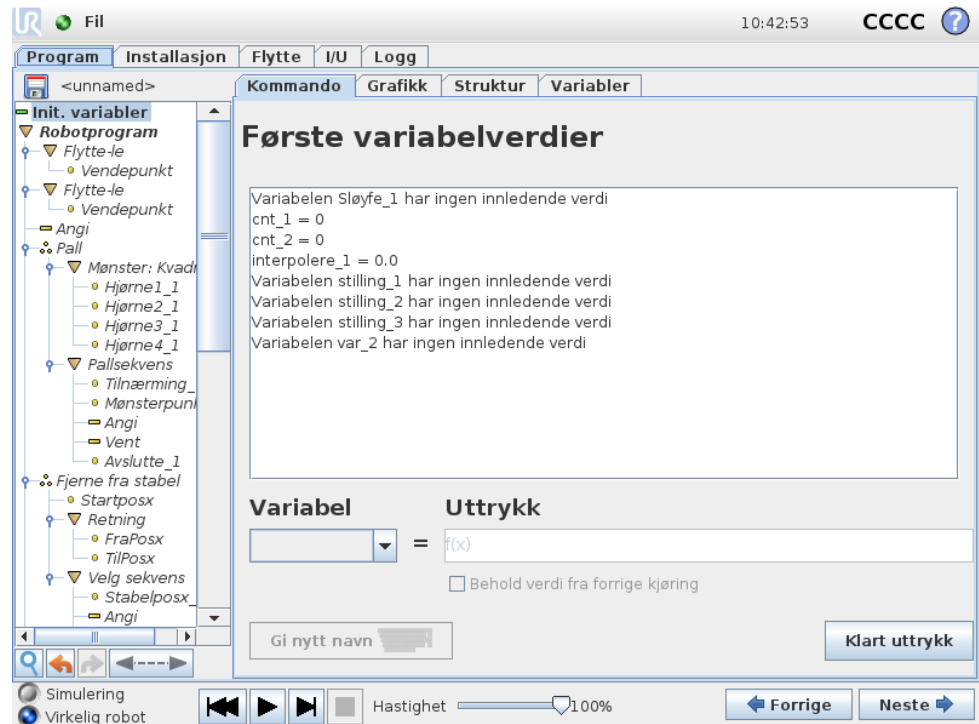 UR Fil 10:42:53 CCCC ?
Program Installasjon Flytte I/U Logg
<unnamed>
Kommando Grafikk Struktur Variabler
Init. variabler
Robotprogram
Flytte-le
Vendepunkt
Flytte-le
Vendepunkt
Angi
Pall
Mønster: Kvadr
Hjørne1_1
Hjørne2_1
Hjørne3_1
Hjørne4_1
Pallsekvens
Tilnærming_
Mønsterpunl
Angi
Vent
Avslutte_1
Fjerne fra stabel
Startposx
Retning
FraPosx
TilPosx
Velg sekvens
Stabelposx_
Angi
Første variabelverdier
Variabelen Sløyfe_1 har ingen innledende verdi
cnt_1 = 0
cnt_2 = 0
interpolere_1 = 0.0
Variabelen stilling_1 har ingen innledende verdi
Variabelen stilling_2 har ingen innledende verdi
Variabelen stilling_3 har ingen innledende verdi
Variabelen var_2 har ingen innledende verdi
Variabel Uttrykk
= f(x)
Behold verdi fra forrige kjøring
Gi nytt navn Klart uttrykk
Simulering
Virkelig robot
Hastighet 100%
Forrige Neste